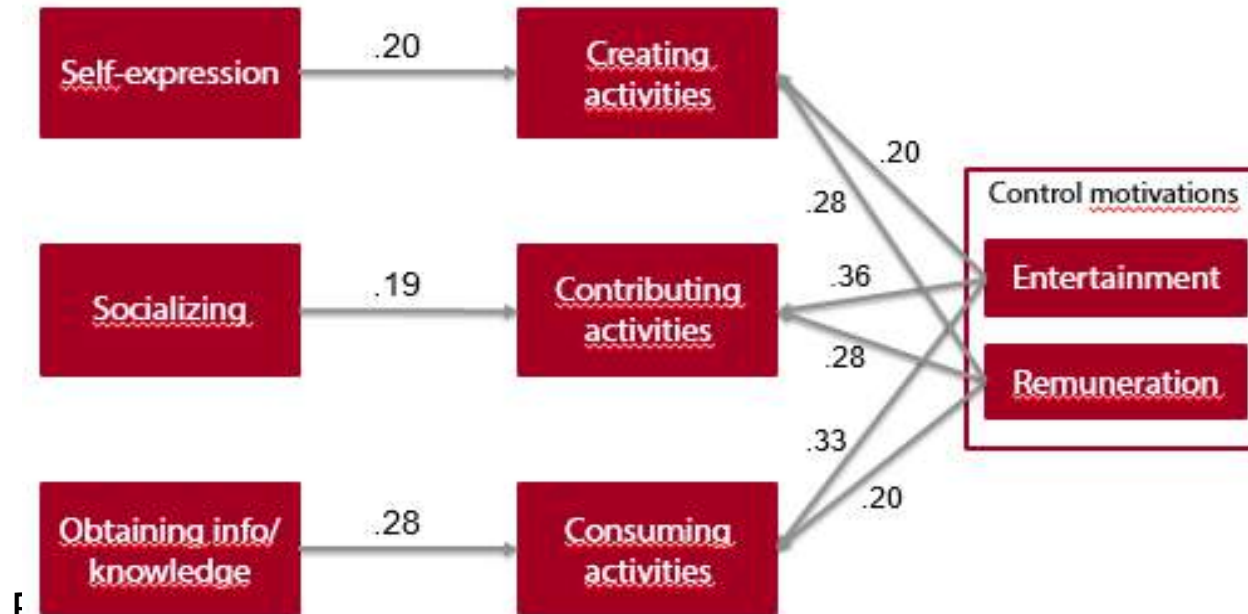 Self-expression
.20
Creating
activities
.20
.28
Control motivations
Entertainment
Socializing
.19
Contributing
activities
.36
.28
Remuneration
.33
.20
Obtaining info/
knowledge
.28
Consuming
activities